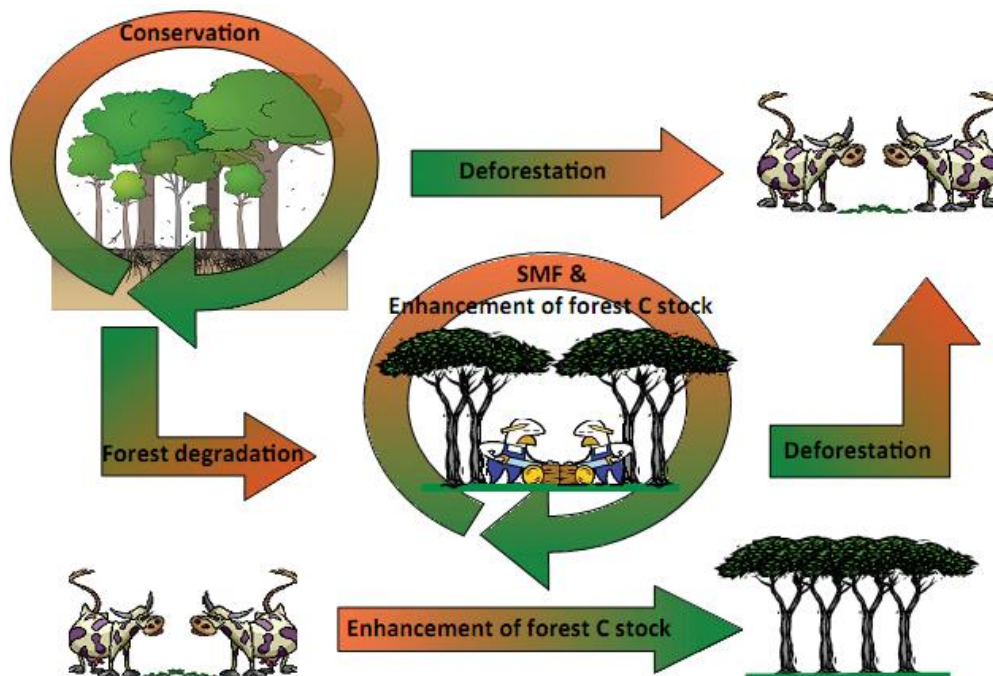 Conservation
Deforestation
SMF &
Enhancement of forest C stock
Forest degradation
Deforestation
Enhancement of forest C stock